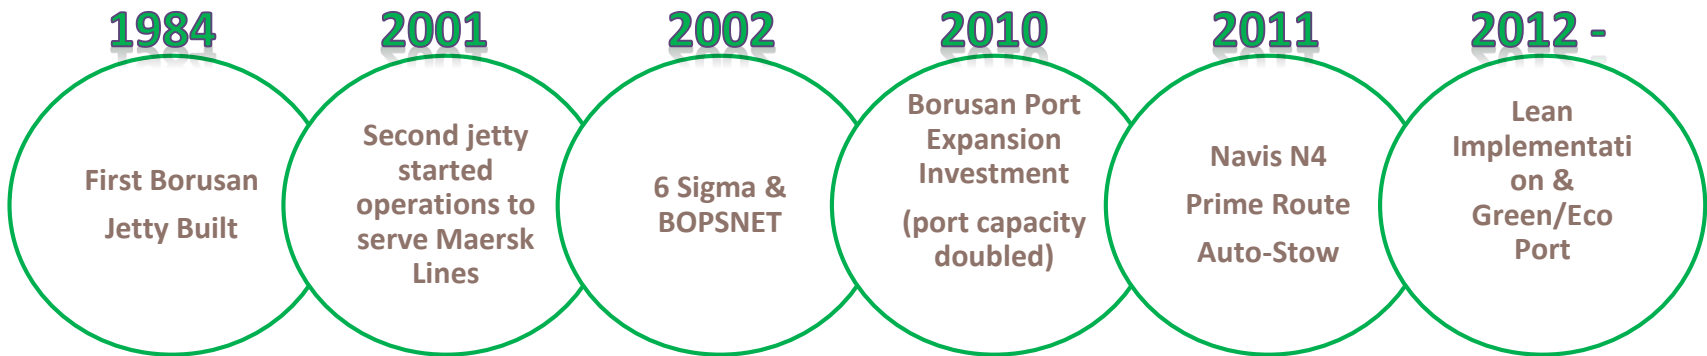 1984
First Borusan
Jetty Built
2001
Second jetty
started
operations to
serve Maersk
Lines
2002
6 Sigma &
BOPSNET
2010
Borusan Port
Expansion
Investment
(port capacity
doubled)
2011
Navis N4
Prime Route
Auto-Stow
2012 -
Lean
Implementati
on &
Green/Eco
Port